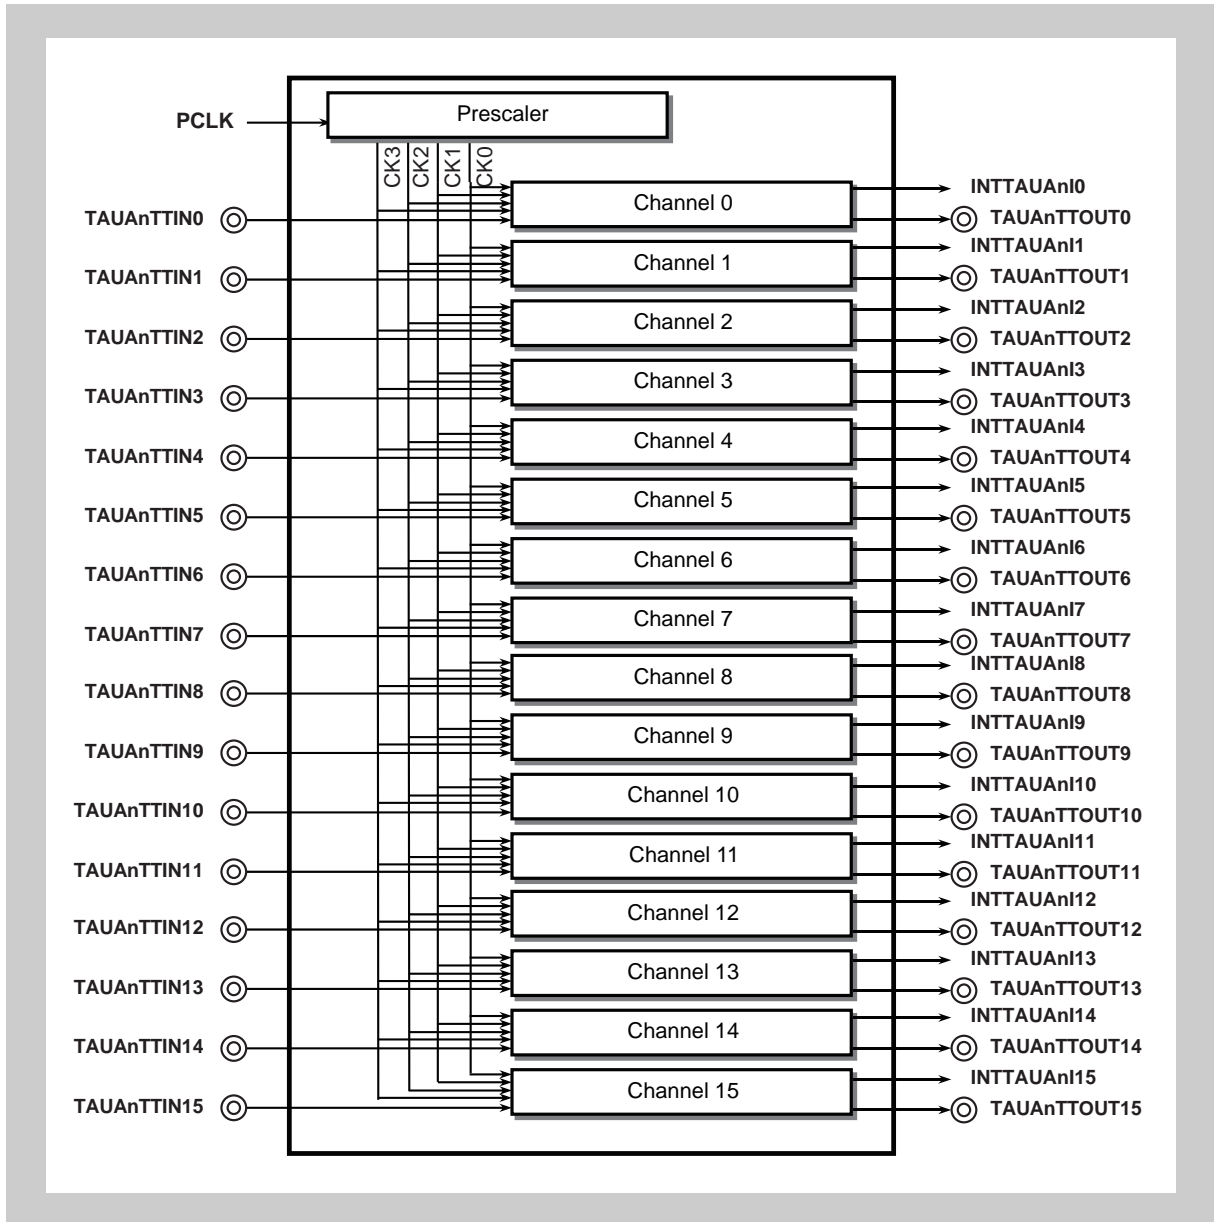 Prescaler
PCLK
CK3
CK2
CK1
CK0
INTTAUAnI0
Channel 0
TAUAnTTIN0
TAUAnTTOUT0
INTTAUAnI1
Channel 1
TAUAnTTIN1
TAUAnTTOUT1
INTTAUAnI2
Channel 2
TAUAnTTIN2
TAUAnTTOUT2
INTTAUAnI3
Channel 3
TAUAnTTIN3
TAUAnTTOUT3
INTTAUAnI4
Channel 4
TAUAnTTIN4
TAUAnTTOUT4
INTTAUAnI5
Channel 5
TAUAnTTIN5
TAUAnTTOUT5
INTTAUAnI6
Channel 6
TAUAnTTIN6
TAUAnTTOUT6
INTTAUAnI7
Channel 7
TAUAnTTIN7
TAUAnTTOUT7
INTTAUAnI8
Channel 8
TAUAnTTIN8
TAUAnTTOUT8
INTTAUAnI9
Channel 9
TAUAnTTIN9
TAUAnTTOUT9
INTTAUAnI10
Channel 10
TAUAnTTIN10
TAUAnTTOUT10
INTTAUAnI11
Channel 11
TAUAnTTIN11
TAUAnTTOUT11
INTTAUAnI12
Channel 12
TAUAnTTIN12
TAUAnTTOUT12
INTTAUAnI13
Channel 13
TAUAnTTIN13
TAUAnTTOUT13
INTTAUAnI14
Channel 14
TAUAnTTIN14
TAUAnTTOUT14
INTTAUAnI15
Channel 15
TAUAnTTIN15
TAUAnTTOUT15